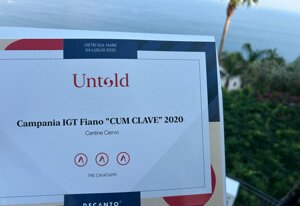 VIETRI SUL MARE
04 LUGLIO 2025
Untold
Campania IGT Fiano "CUM CLAVE" 2020
Cantine Ciervo
TRE CAVATAPPI
DECANTO